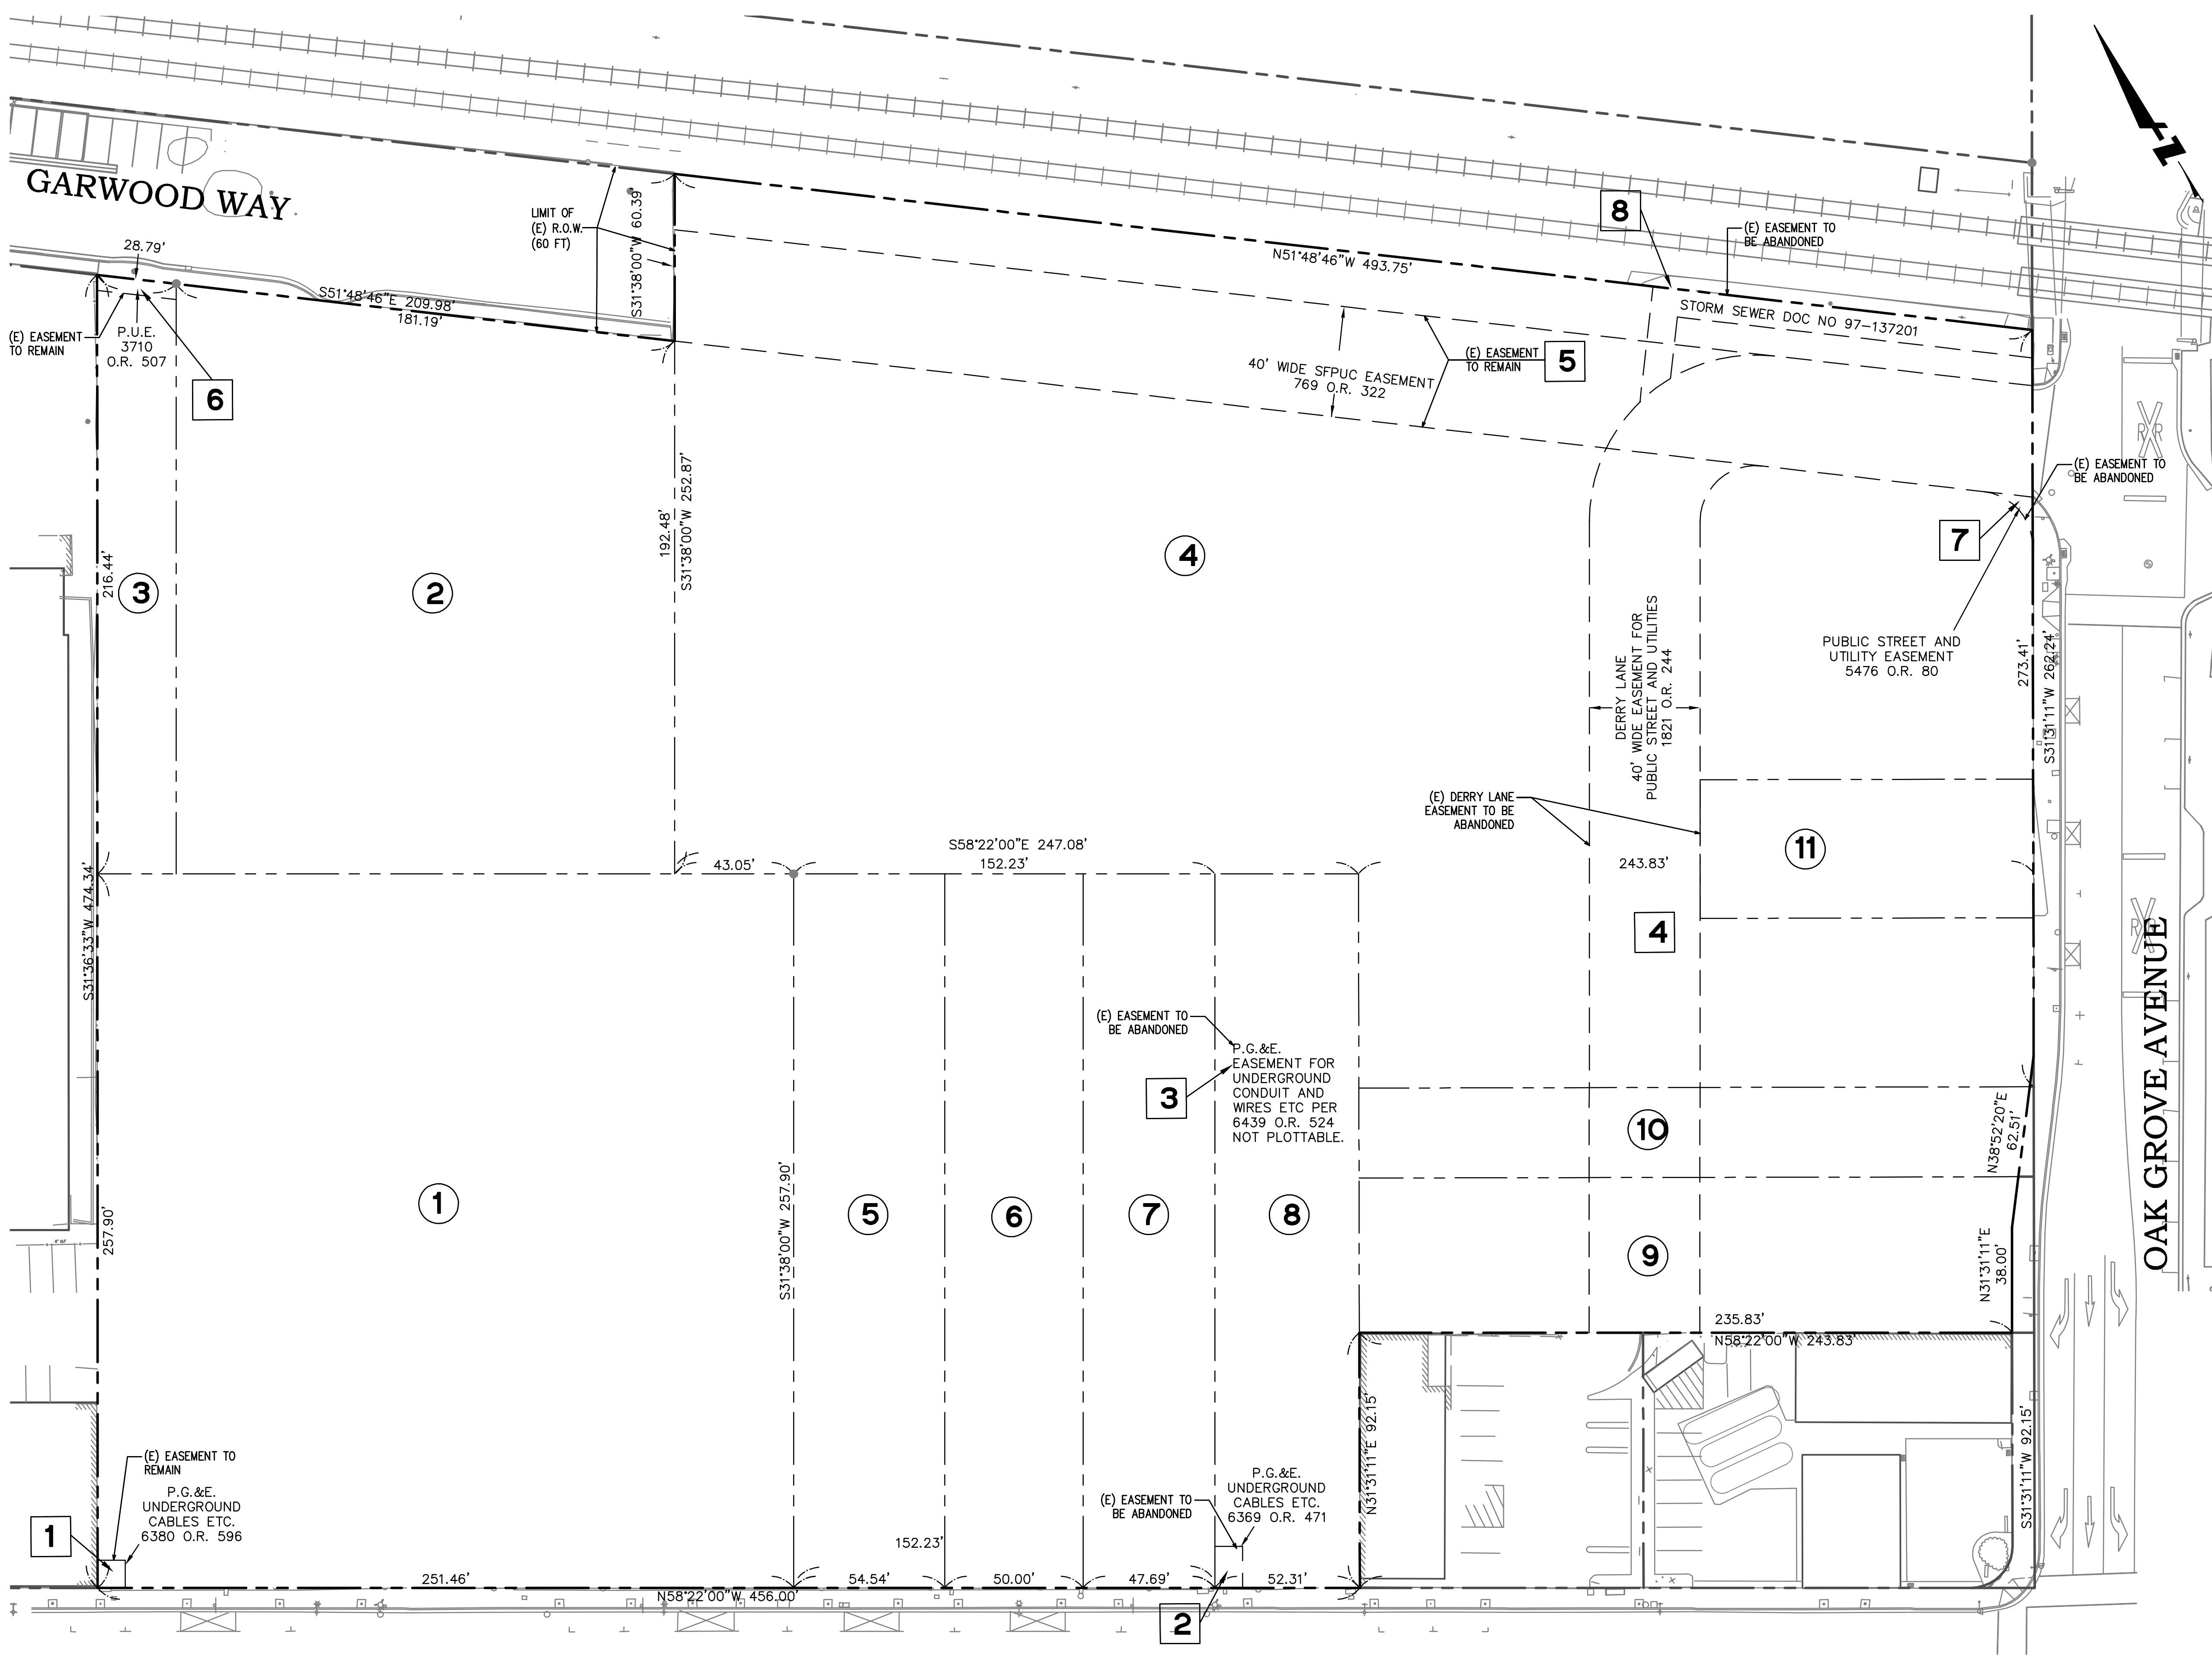 GARWOOD WAY
28.79'
S51°48'46"E 209.98'
181.19'
LIMIT OF
(E) R.O.W.
(60 FT)
S31°38'00"W 60.39'
(E) EASEMENT
TO REMAIN
P.U.E.
3710
O.R. 507
6
N51°48'46"W 493.75'
8
(E) EASEMENT TO
BE ABANDONED
STORM SEWER DOC NO 97-137201
40' WIDE SFPUC EASEMENT
769 O.R. 322
(E) EASEMENT
TO REMAIN
5
(E) EASEMENT TO
BE ABANDONED
7
PUBLIC STREET AND
UTILITY EASEMENT
5476 O.R. 80
216.44'
3
2
192.48'
S31°38'00"W 252.87'
4
DERRY LANE
40' WIDE EASEMENT FOR
PUBLIC STREET AND UTILITIES
1821 O.R. 244
273.41'
S31°31'11"W 262.24'
(E) DERRY LANE
EASEMENT TO BE
ABANDONED
11
243.83'
4
S58°22'00"E 247.08'
43.05'
152.23'
S31°36'33"W 474.34'
257.90'
1
S31°38'00"W 257.90'
5
6
7
8
(E) EASEMENT TO
BE ABANDONED
3
P.G.&E.
EASEMENT FOR
UNDERGROUND
CONDUIT AND
WIRES ETC PER
6439 O.R. 524
NOT PLOTTABLE.
10
9
N38°52'20"E
62.51'
N31°31'11"E
38.00'
235.83'
N58°22'00"W 243.83'
RXR
RXR
OAK GROVE AVENUE
(E) EASEMENT TO
REMAIN
P.G.&E.
UNDERGROUND
CABLES ETC.
6380 O.R. 596
1
251.46'
N58°22'00"W 456.00'
152.23'
54.54'
50.00'
47.69'
52.31'
(E) EASEMENT TO
BE ABANDONED
P.G.&E.
UNDERGROUND
CABLES ETC.
6369 O.R. 471
2
N31°31'11"E 92.15'
S31°31'11"W 92.15'